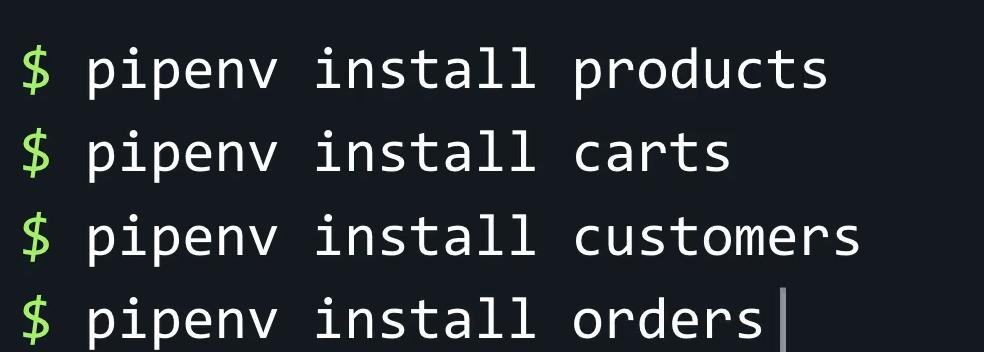 $ pipenv install products
$ pipenv install carts
$ pipenv install customers
$ pipenv install orders